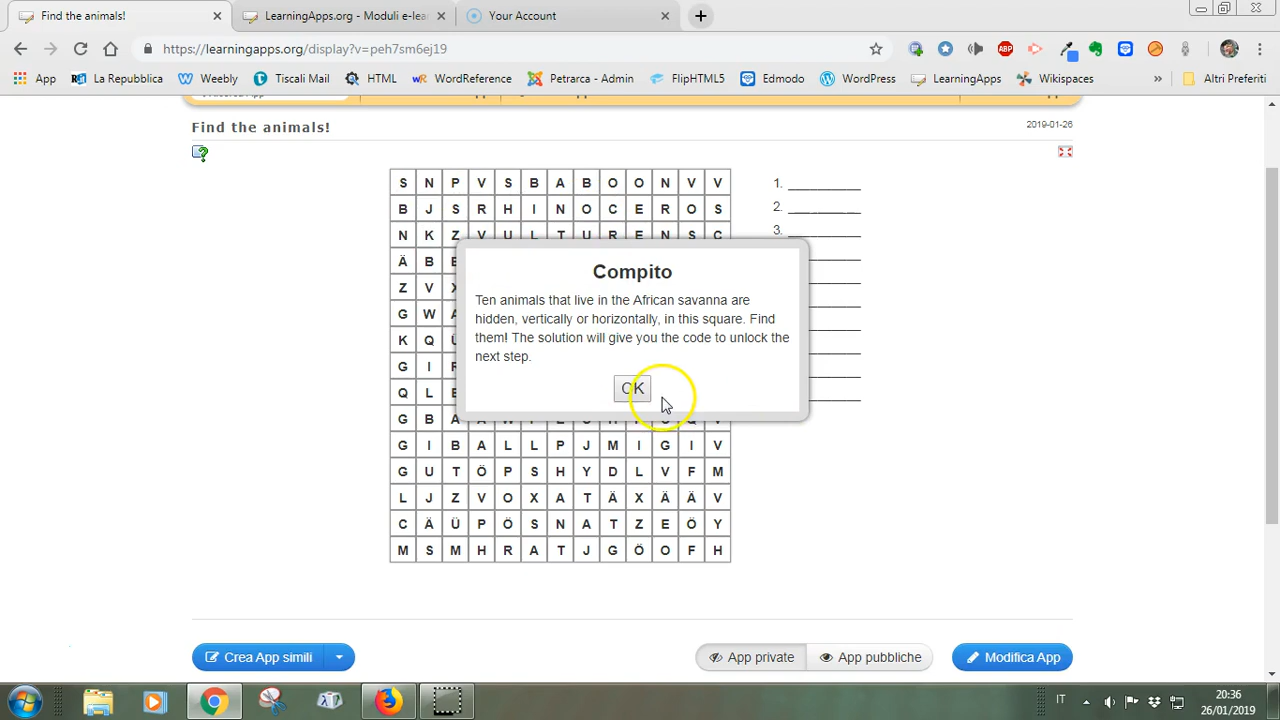 Find the animals!
LearningApps.org - Moduli e-lea
Your Account
https://learningapps.org/display?v=peh7sm6ej19
App
La Repubblica
Weebly
Tiscali Mail
HTML
WordReference
Petrarca - Admin
FlipHTML5
Edmodo
WordPress
LearningApps
Wikispaces
»
Altri Preferiti
Find the animals!
2019-01-26
S N P V S B A B O O N V V
B J S R H I N O C E R O S
N K Z V U L T U R E N S C
Ä B
Z V
G W
K Q
G I
Q L
G B
G I B A L L P J M I G I V
G U T Ö P S H Y D L V F M
L J Z V O X A T Ä X Ä Ä V
C Ä Ü P Ö S N A T Z E Ö Y
M S M H R A T J G Ö O F H
1.
2.
3.
Compito
Ten animals that live in the African savanna are
hidden, vertically or horizontally, in this square. Find
them! The solution will give you the code to unlock the
next step.
OK
Crea App simili
App private
App pubbliche
Modifica App
IT
20:36
26/01/2019